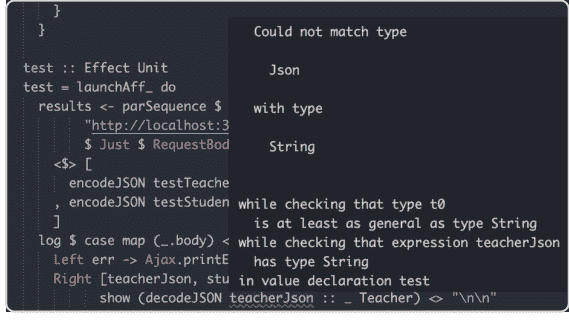 }
}
test :: Effect Unit
test = launchAff_ do
results <- parSequence $
"http://localhost:3
$ Just $ RequestBod
<$> [
encodeJSON testTeache
, encodeJSON testStuden
]
log $ case map (_.body) <
Left err -> Ajax.printE
Right [teacherJson, stu
show (decodeJSON teacherJson :: _ Teacher) <> "\n\n"
Could not match type
Json
with type
String
while checking that type t0
is at least as general as type String
while checking that expression teacherJson
has type String
in value declaration test